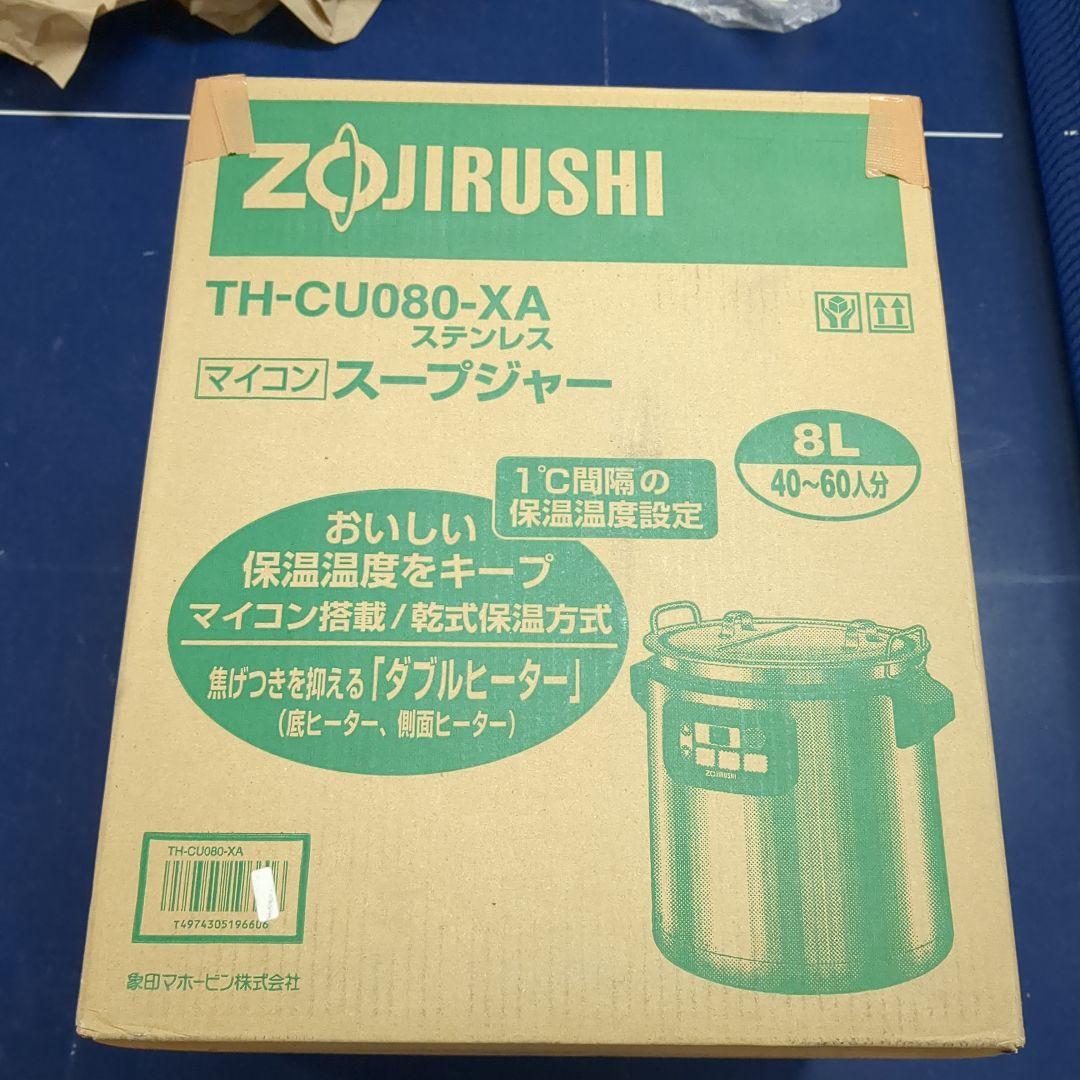 ZOJIRUSHI
TH-CU080-XA
ステンレス
マイコン スープジャー
8L
40〜60人分
1℃間隔の
保温温度設定
おいしい
保温温度をキープ
マイコン搭載/乾式保温方式
焦げつきを抑える「ダブルヒーター」
(底ヒーター、側面ヒーター)
ZOJIRUSHI
TH-CU080-XA
T4974305196606
象印マホービン株式会社